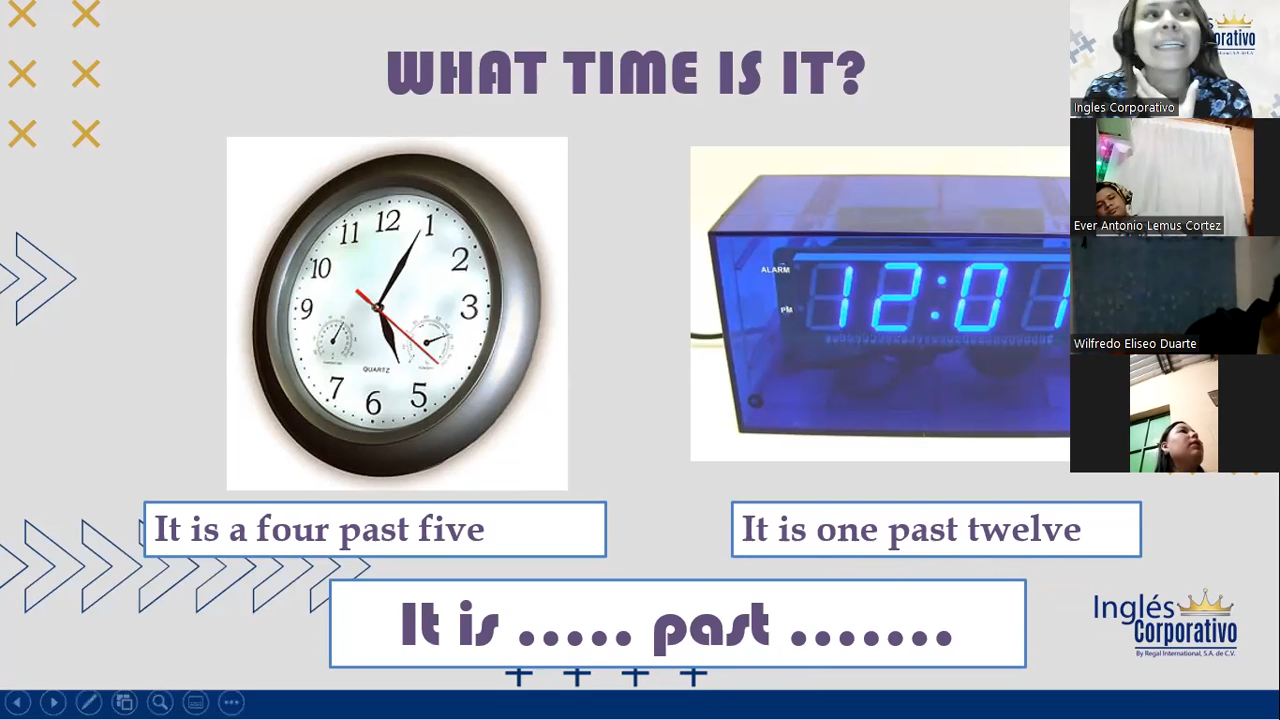 WHAT TIME IS IT?
12
1
2
3
5
6
7
9
10
11
QUARTZ
ALARM
PM
12:01
It is a four past five
It is one past twelve
It is ..... past .......
Inglés
Corporativo
By Regal International, S.A. de C.V.
orativo
Ingles Corporativo
Ever Antonio Lemus Cortez
Wilfredo Eliseo Duarte